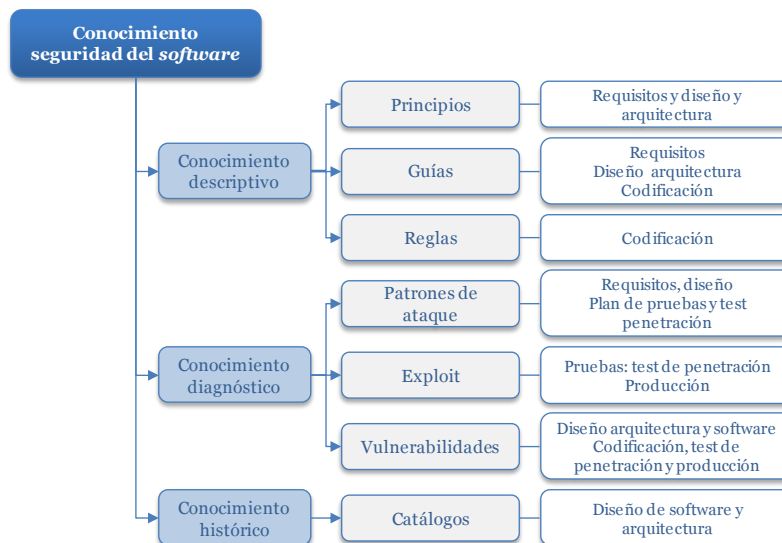 Conocimiento
seguridad del software
Principios
Requisitos y diseño y
arquitectura
Conocimiento
descriptivo
Guías
Requisitos
Diseño arquitectura
Codificación
Reglas
Codificación
Patrones de
ataque
Requisitos, diseño
Plan de pruebas y test
penetración
Conocimiento
diagnóstico
Exploit
Pruebas: test de penetración
Producción
Vulnerabilidades
Diseño arquitectura y software
Codificación, test de
penetración y producción
Conocimiento
histórico
Catálogos
Diseño de software y
arquitectura